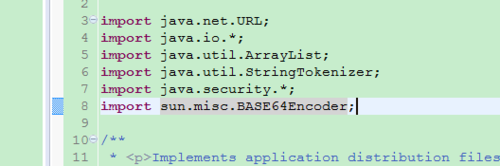 2
3 import java.net.URL;
4 import java.io.*;
5 import java.util.ArrayList;
6 import java.util.StringTokenizer;
7 import java.security.*;
8 import sun.misc.BASE64Encoder;
9
10 /**
11  * <p>Implements application distribution files